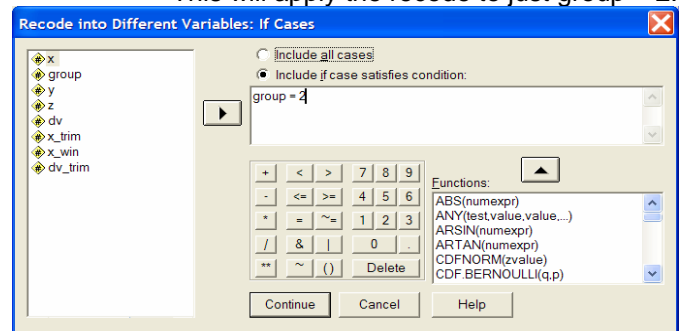 This will apply the recode to just group
Recode into Different Variables: If Cases
x
group
y
z
dv
x_trim
x_win
dv_trim
Include all cases
Include if case satisfies condition:
group = 2
+ < > 7 8 9
- <= >= 4 5 6
* = ~= 1 2 3
/ & | 0 .
** ~ () Delete
Functions:
ABS(numexpr)
ANY(test,value,value,...)
ARSIN(numexpr)
ARTAN(numexpr)
CDFNORM(zvalue)
CDF.BERNOULLI(q,p)
Continue Cancel Help